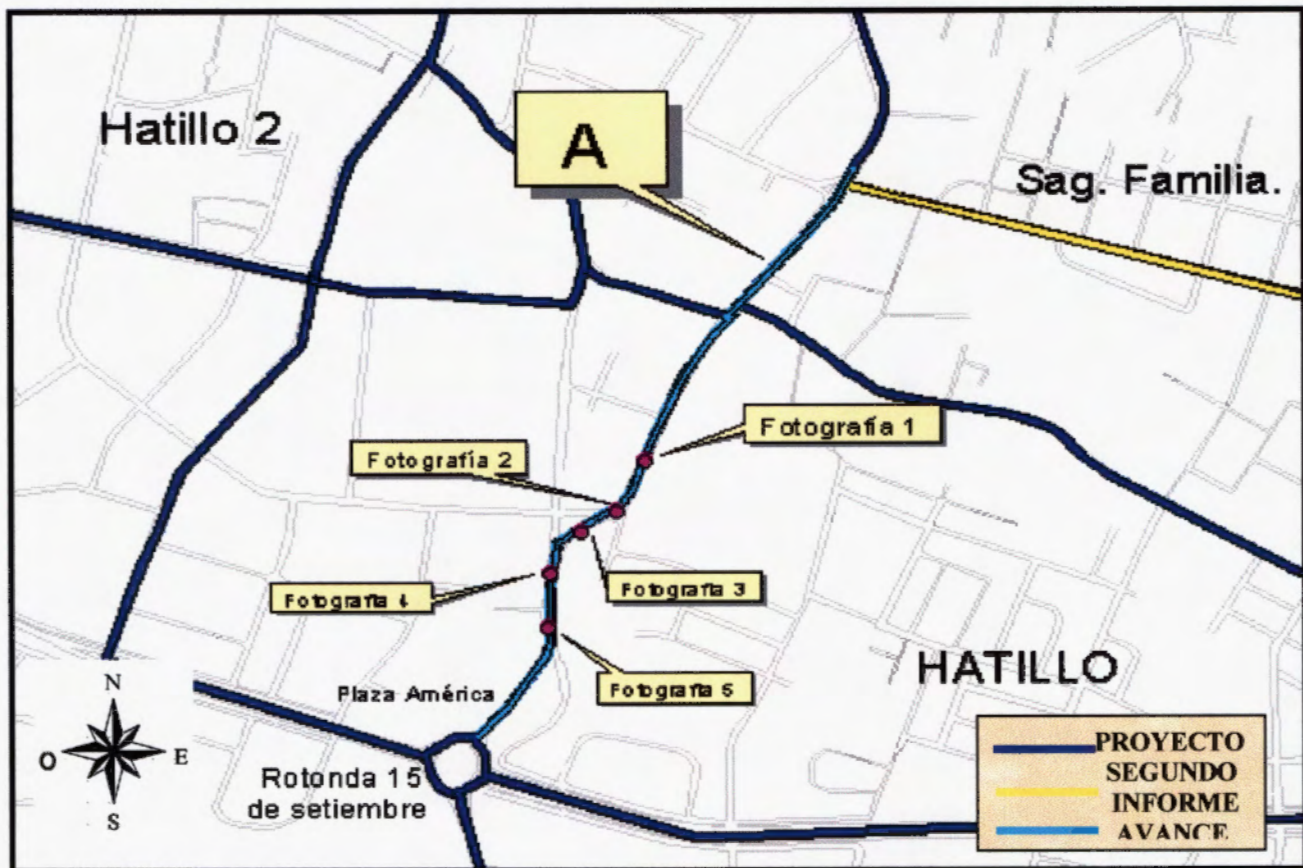 Hatillo 2
A
Sag. Familia.
Fotografía 1
Fotografía 2
Fotografía 3
Fotografía 4
Fotografía 5
HATILLO
Plaza América
Rotonda 15
de setiembre
N
O
E
S
PROYECTO
SEGUNDO
INFORME
AVANCE